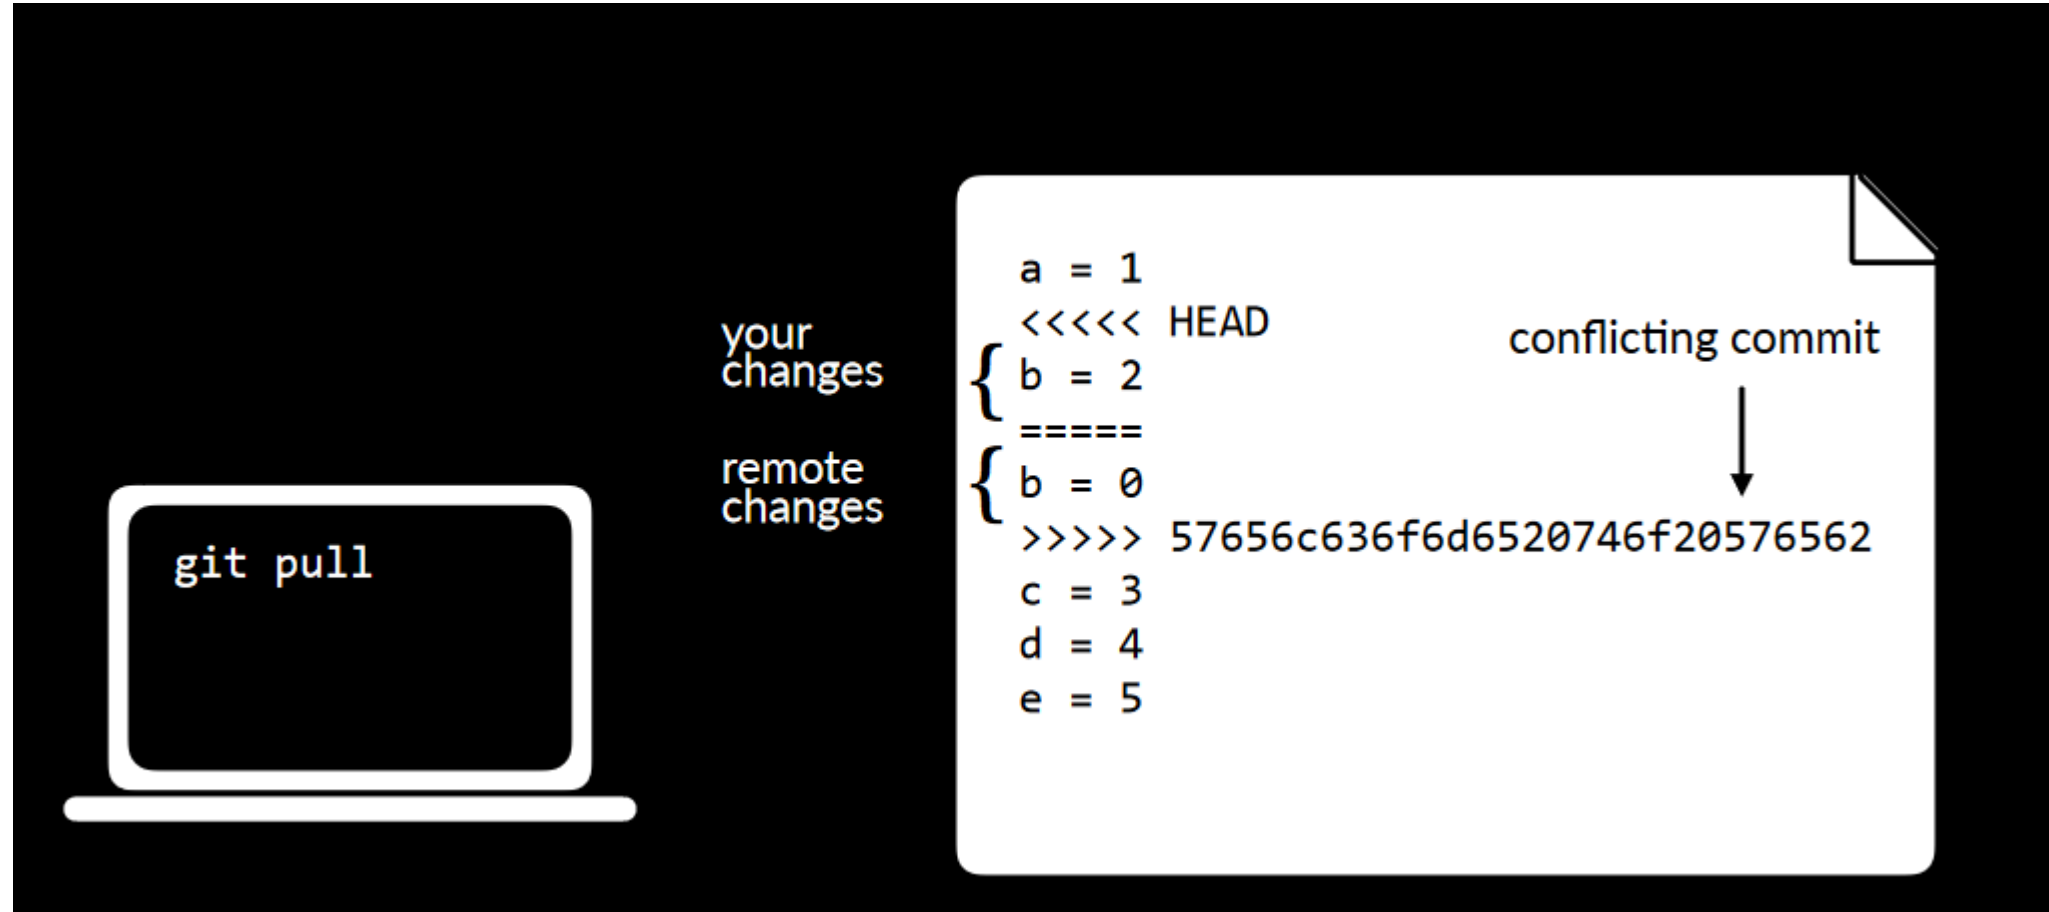 your
changes
remote
changes
git pull
a = 1
<<<<< HEAD
b = 2
=====
b = 0
>>>>> 57656c636f6d6520746f20576562
c = 3
d = 4
e = 5
conflicting commit